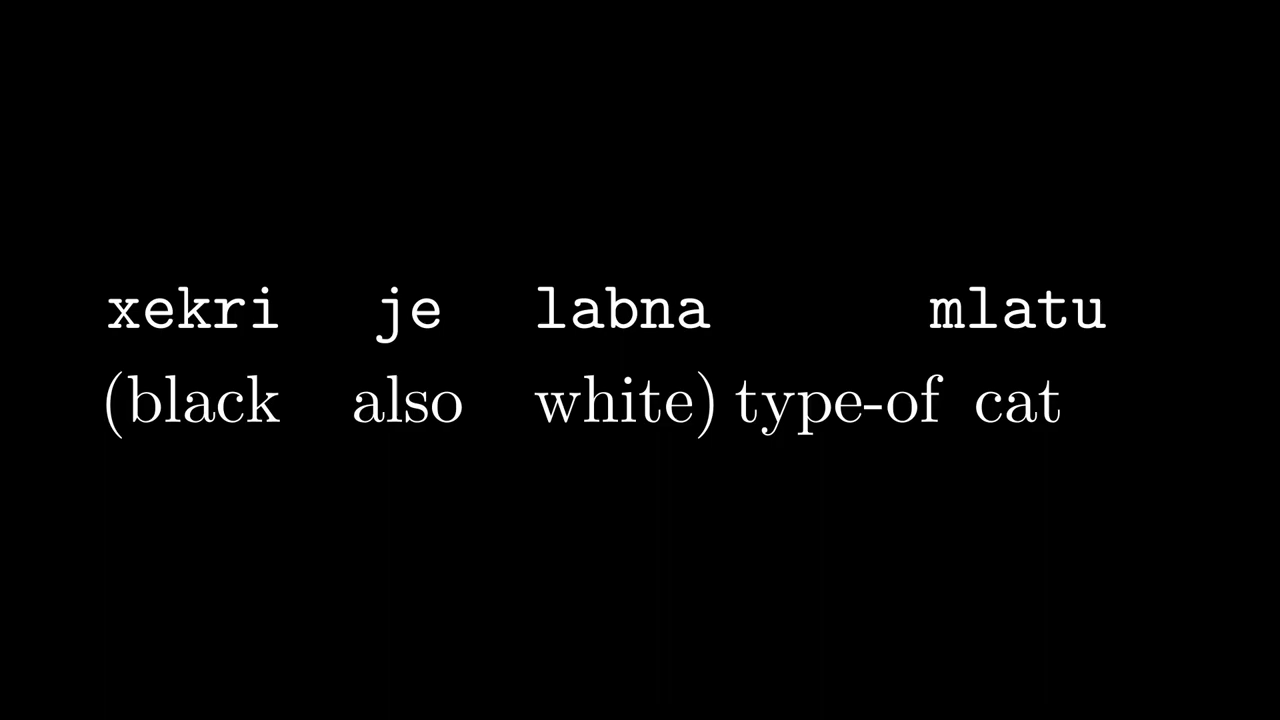 xekri je labna mlatu
(black also white) type-of cat